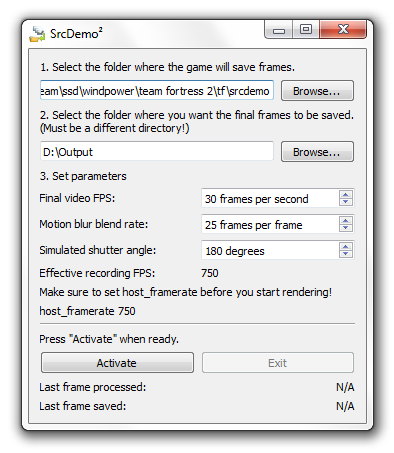 SrcDemo²
1. Select the folder where the game will save frames.
eam\ssd\windpower\team fortress 2\tf\srcdemo
Browse...
2. Select the folder where you want the final frames to be saved.
(Must be a different directory!)
D:\Output
Browse...
3. Set parameters
Final video FPS: 30 frames per second
Motion blur blend rate: 25 frames per frame
Simulated shutter angle: 180 degrees
Effective recording FPS: 750
Make sure to set host_framerate before you start rendering!
host_framerate 750
Press "Activate" when ready.
Activate Exit
Last frame processed: N/A
Last frame saved: N/A